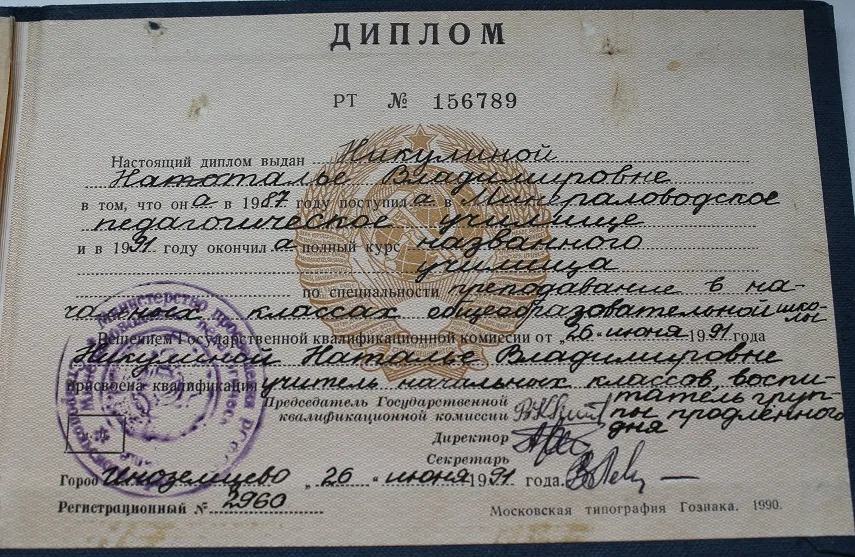 ДИПЛОМ
РТ № 156789
Настоящий диплом выдан Никулиной
Натоталье Владимировне
в том, что она в 1987 году поступила в Минераловодское
педагогическое училище
и в 1991 году окончила полный курс названного
училища
по специальности преподавание в на-
чальных классах общеобразовательной шко-
лы
Решением Государственной квалификационной комиссии от „26" июня 1991 года
Никулиной Наталье Владимировне
присвоена квалификация учитель начальных классов, воспи-
татель груп-
Председатель Государственной
квалификационной комиссии
пы продленного
дня
Директор
Секретарь
Город Иноземцево „26" июня 1991 года.
Регистрационный № 2960
Московская типография Гознака. 1990.